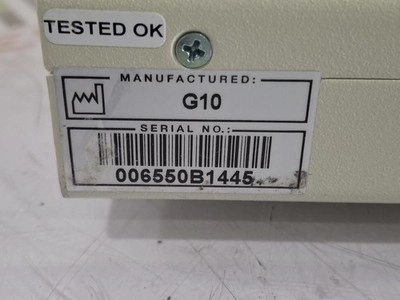 TESTED OK
MANUFACTURED:
G10
SERIAL NO.:
006550B1445